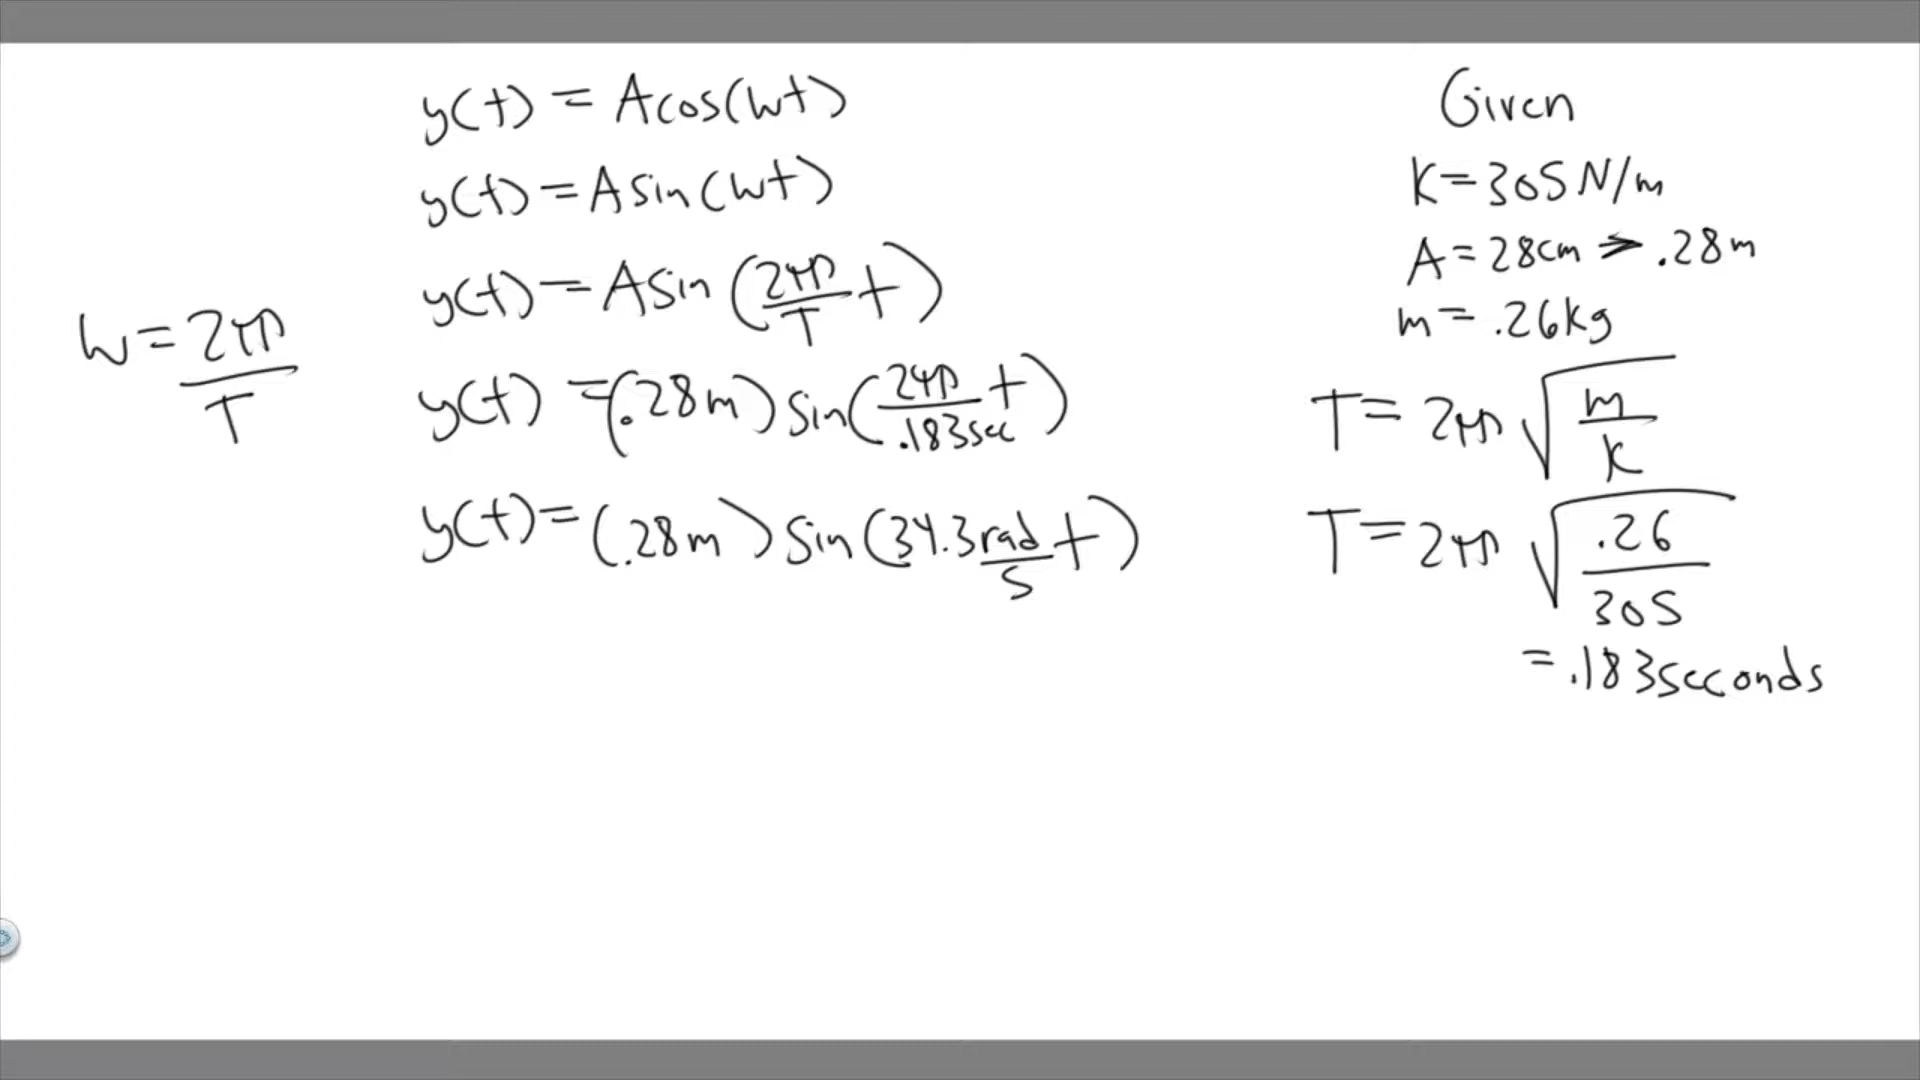 y(t) = Acos(wt)
y(t) = Asin(wt)
y(t) = Asin(2π/T t)
w = 2π/T
y(t) = (.28m) sin(2π/.183sec t)
y(t) = (.28m) sin(34.3 rad/s t)
Given
K = 305 N/m
A = 28cm → .28m
m = .26kg
T = 2π √(m/k)
T = 2π √(.26/305)
= .183seconds